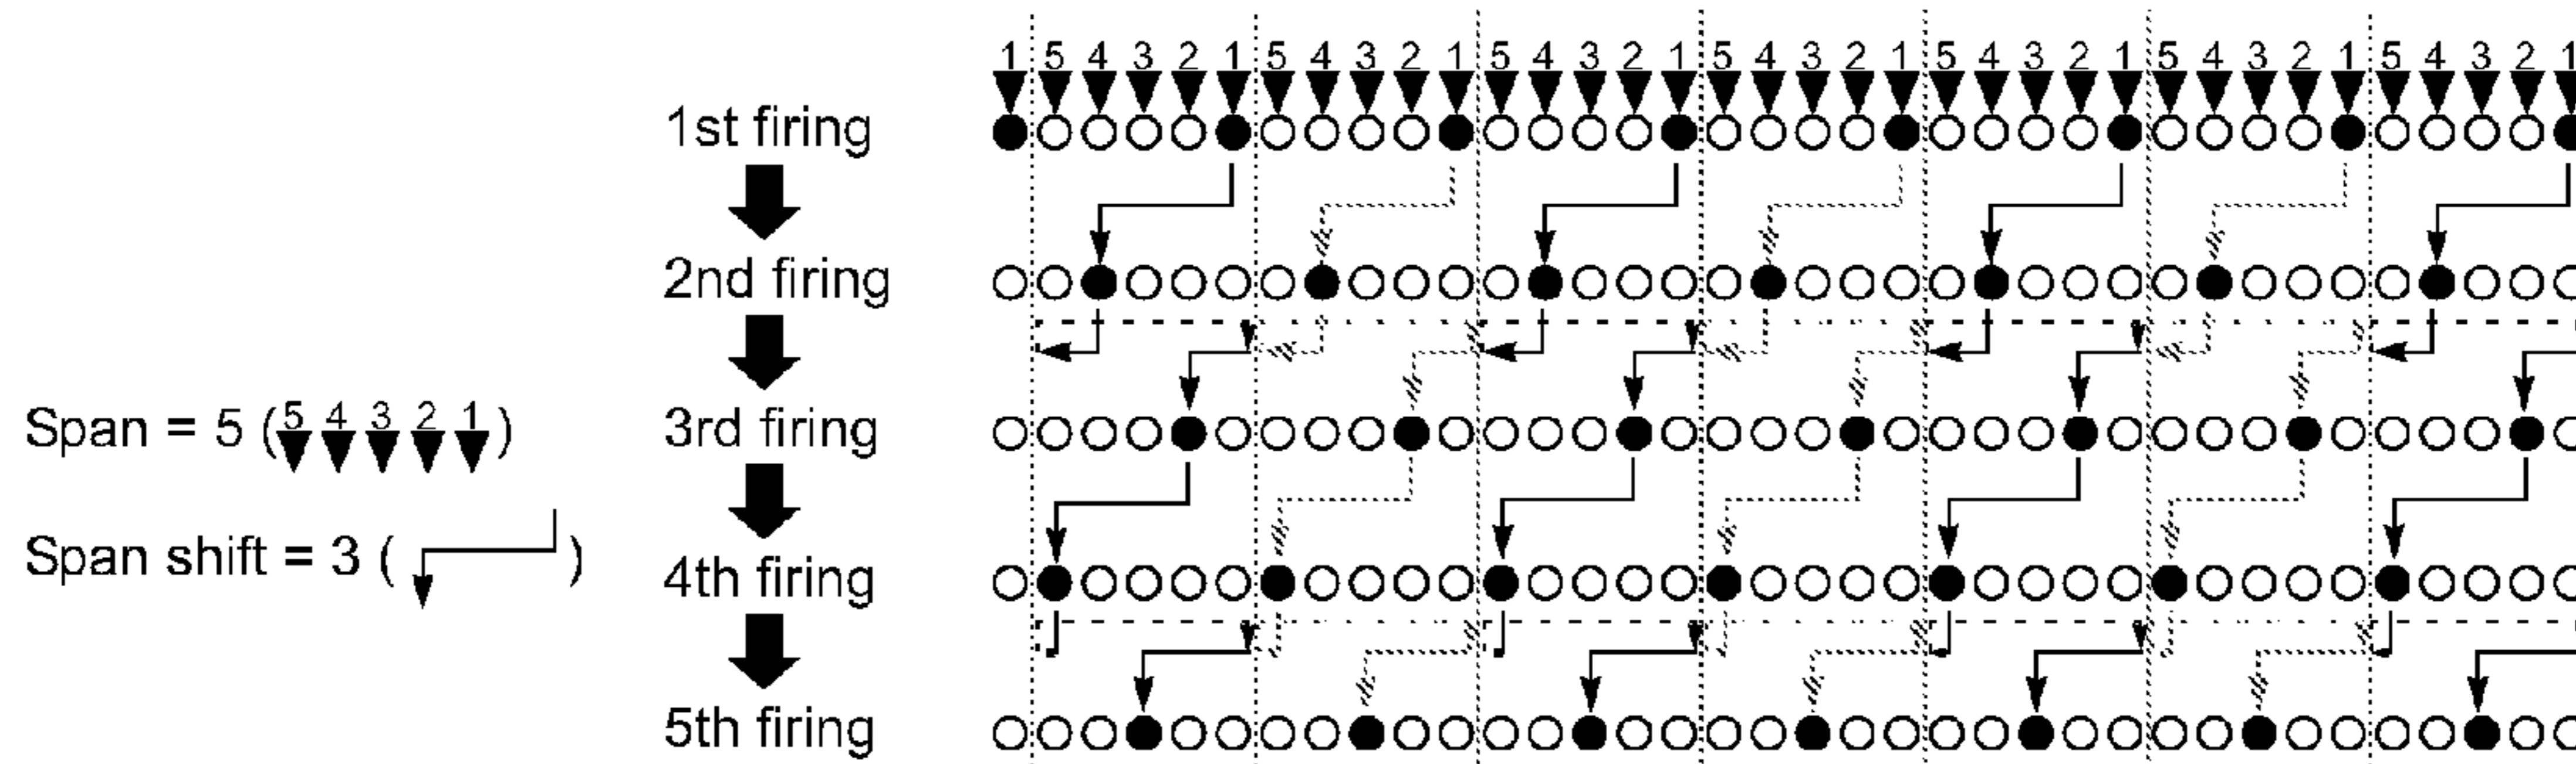 1 5 4 3 2 1 5 4 3 2 1 5 4 3 2 1 5 4 3 2 1 5 4 3 2 1 5 4 3 2 1 5 4 3 2 1
1st firing
2nd firing
3rd firing
4th firing
5th firing
Span = 5 (5 4 3 2 1)
Span shift = 3 ( )